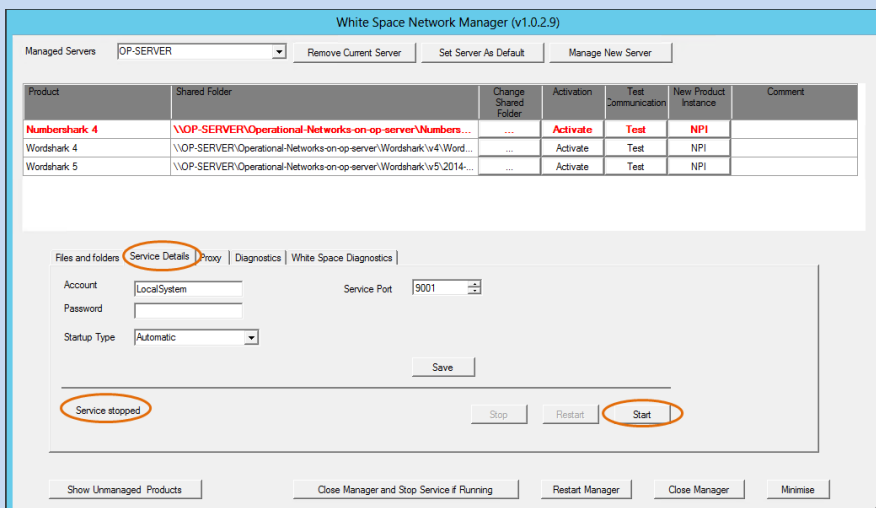 White Space Network Manager (v1.0.2.9)
Managed Servers OP-SERVER Remove Current Server Set Server As Default Manage New Server
Product Shared Folder Change Shared Folder Activation Test Communication New Product Instance Comment
Numbershark 4 \\OP-SERVER\Operational-Networks-on-op-server\Numbers... ... Activate Test NPI
Wordshark 4 \\OP-SERVER\Operational-Networks-on-op-server\Wordshark\v4\Word... ... Activate Test NPI
Wordshark 5 \\OP-SERVER\Operational-Networks-on-op-server\Wordshark\v5\2014-... ... Activate Test NPI
Files and folders Service Details Proxy Diagnostics White Space Diagnostics
Account LocalSystem Service Port 9001
Password
Startup Type Automatic
Save
Service stopped Stop Restart Start
Show Unmanaged Products Close Manager and Stop Service if Running Restart Manager Close Manager Minimise